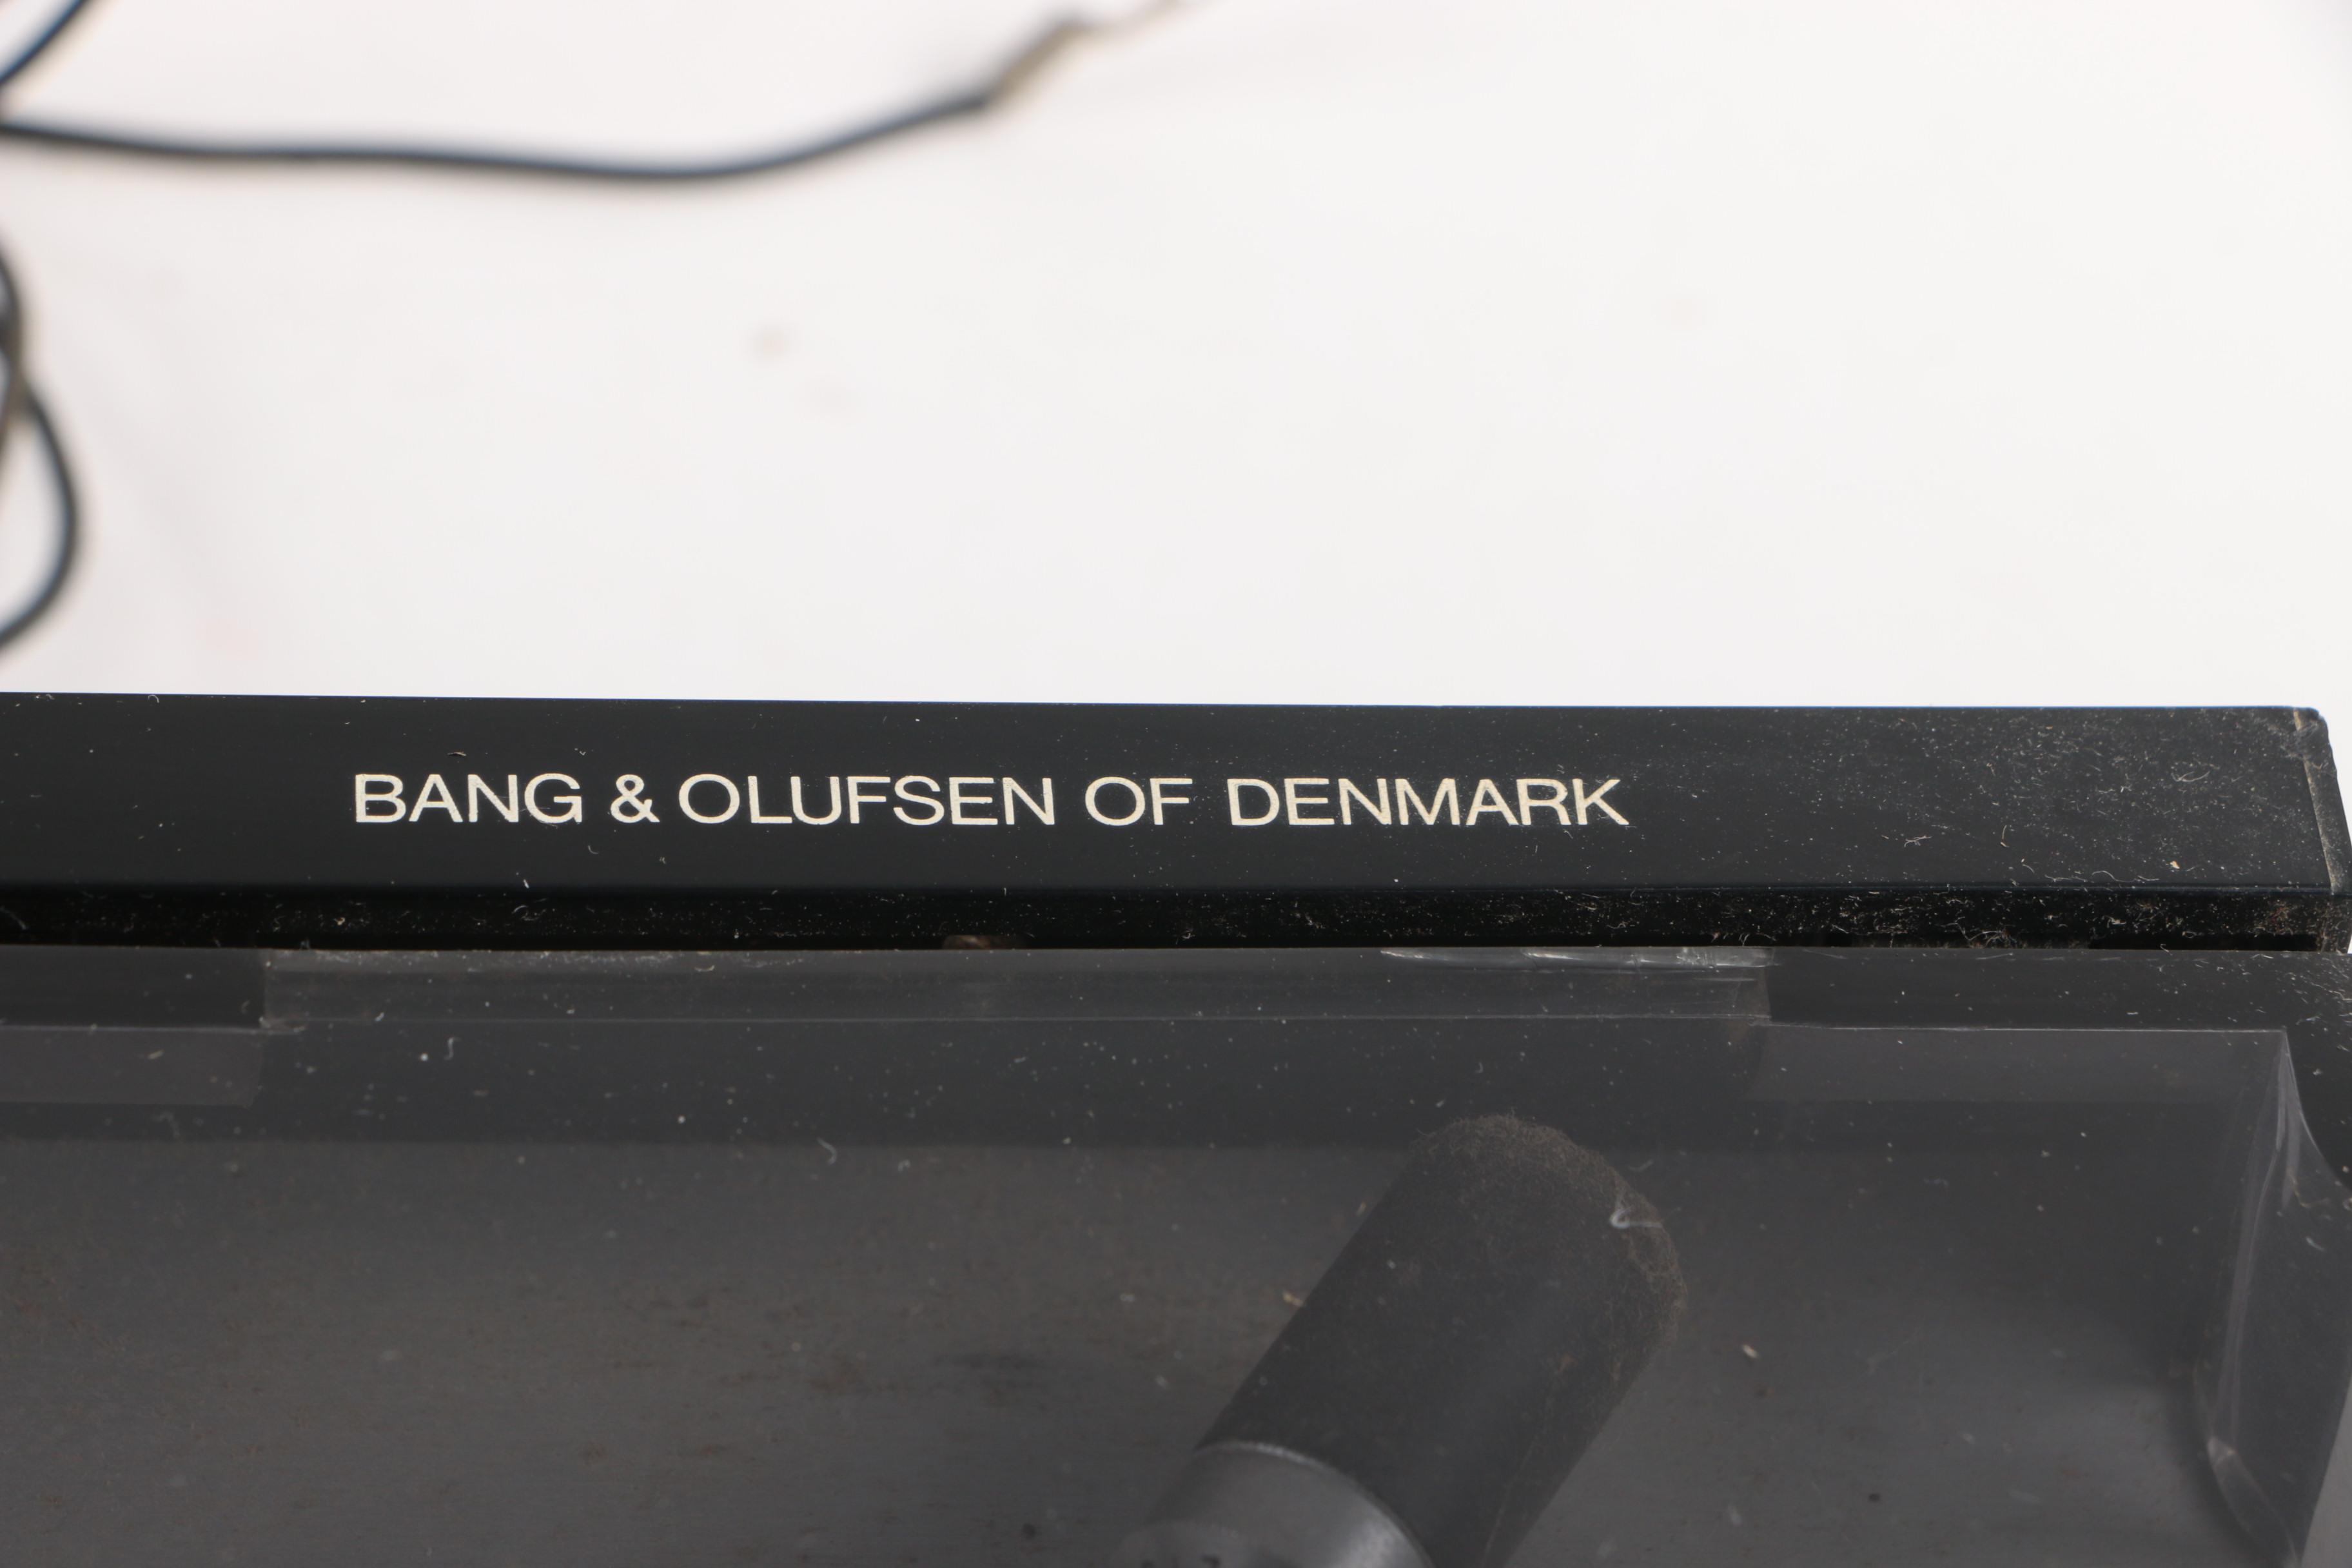 BANG & OLUFSEN OF DENMARK